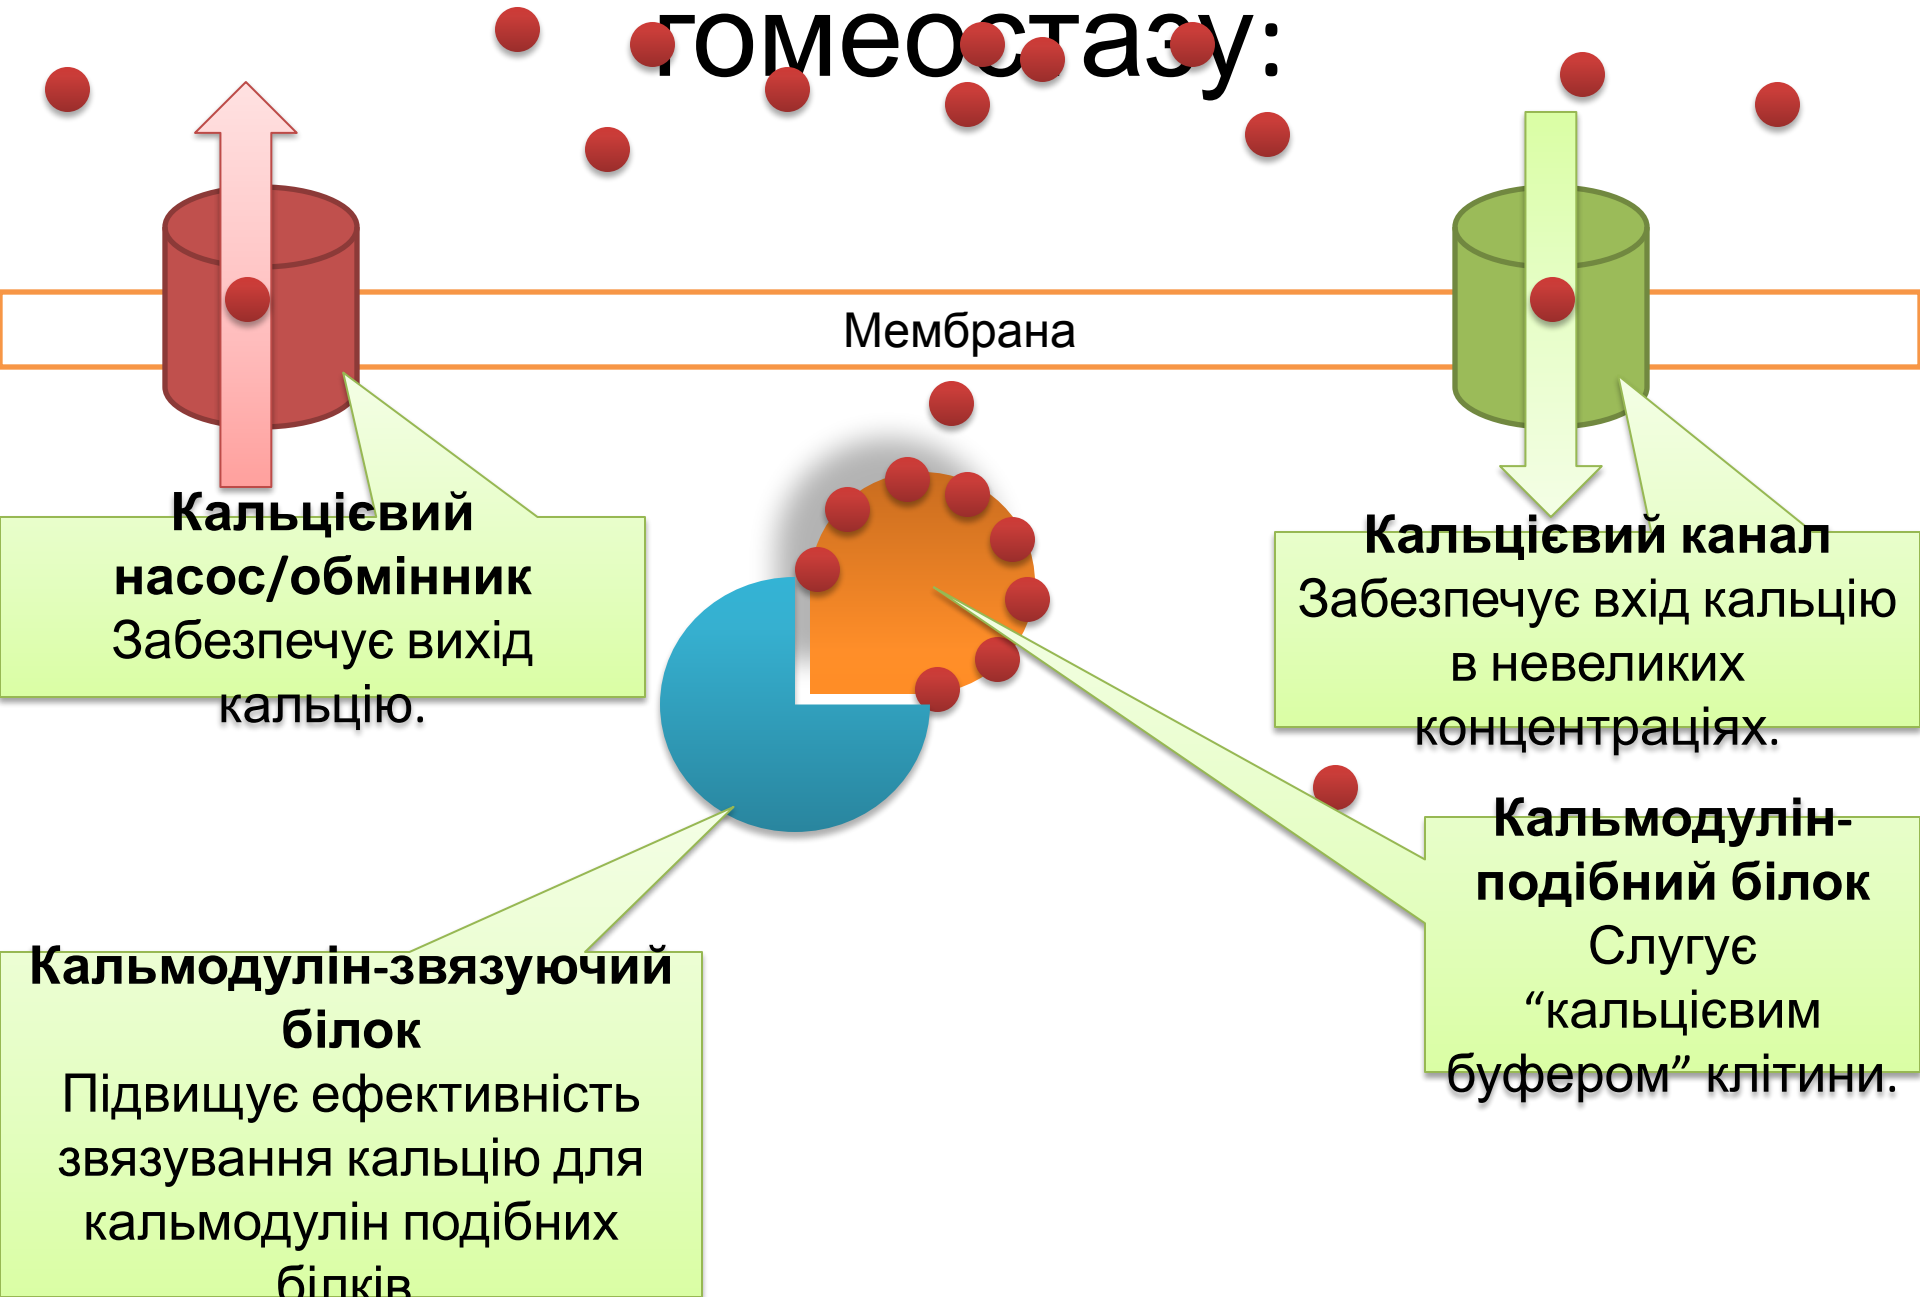 гомеостазу:
Мембрана
Кальцієвий
насос/обмінник
Забезпечує вихід
кальцію.
Кальцієвий канал
Забезпечує вхід кальцію
в невеликих
концентраціях.
Кальмодулін-
подібний білок
Слугує
“кальцієвим
буфером” клітини.
Кальмодулін-звязуючий
білок
Підвищує ефективність
звязування кальцію для
кальмодулін подібних
білків